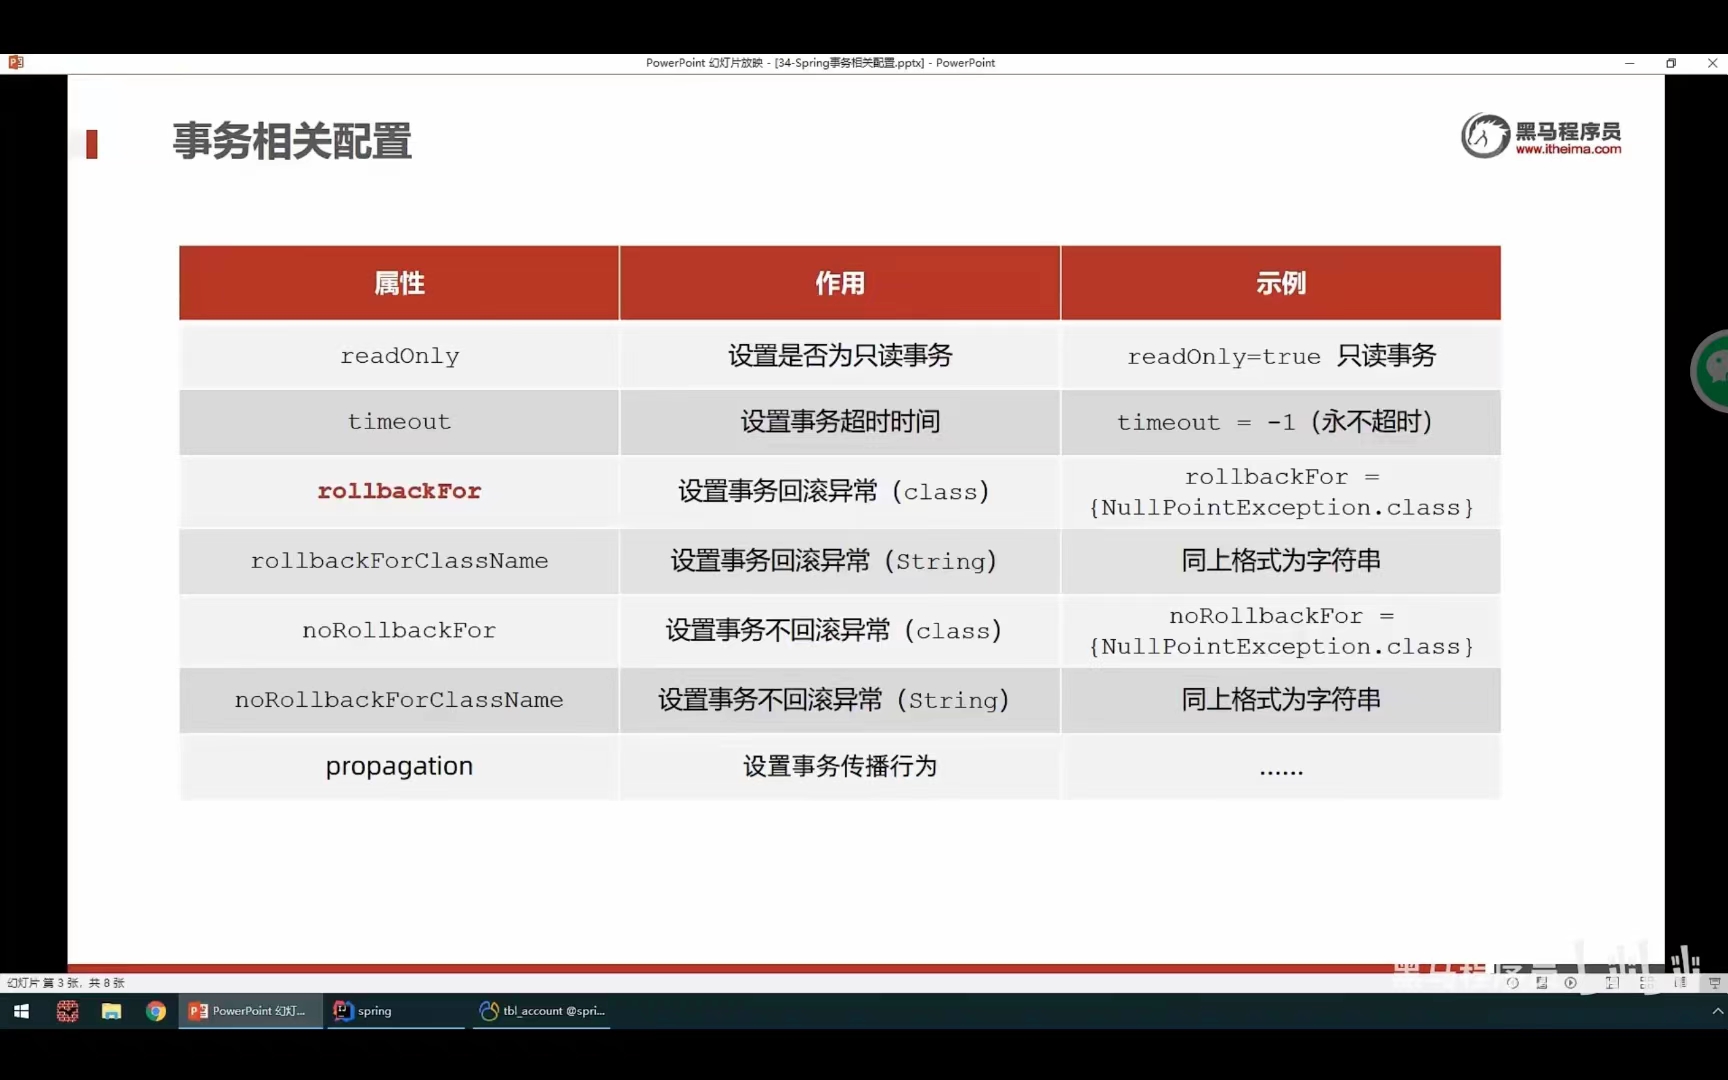 PowerPoint 幻灯片放映 - [34-Spring事务相关配置.pptx] - PowerPoint
事务相关配置
黑马程序员
www.itheima.com
属性 作用 示例
readOnly 设置是否为只读事务 readOnly=true 只读事务
timeout 设置事务超时时间 timeout = -1（永不超时）
rollbackFor 设置事务回滚异常（class） rollbackFor =
{NullPointException.class}
rollbackForClassName 设置事务回滚异常（String） 同上格式为字符串
noRollbackFor 设置事务不回滚异常（class） noRollbackFor =
{NullPointException.class}
noRollbackForClassName 设置事务不回滚异常（String） 同上格式为字符串
propagation 设置事务传播行为 ……
幻灯片 第 3 张，共 8 张
PowerPoint 幻灯...
spring
tbl_account @spri...